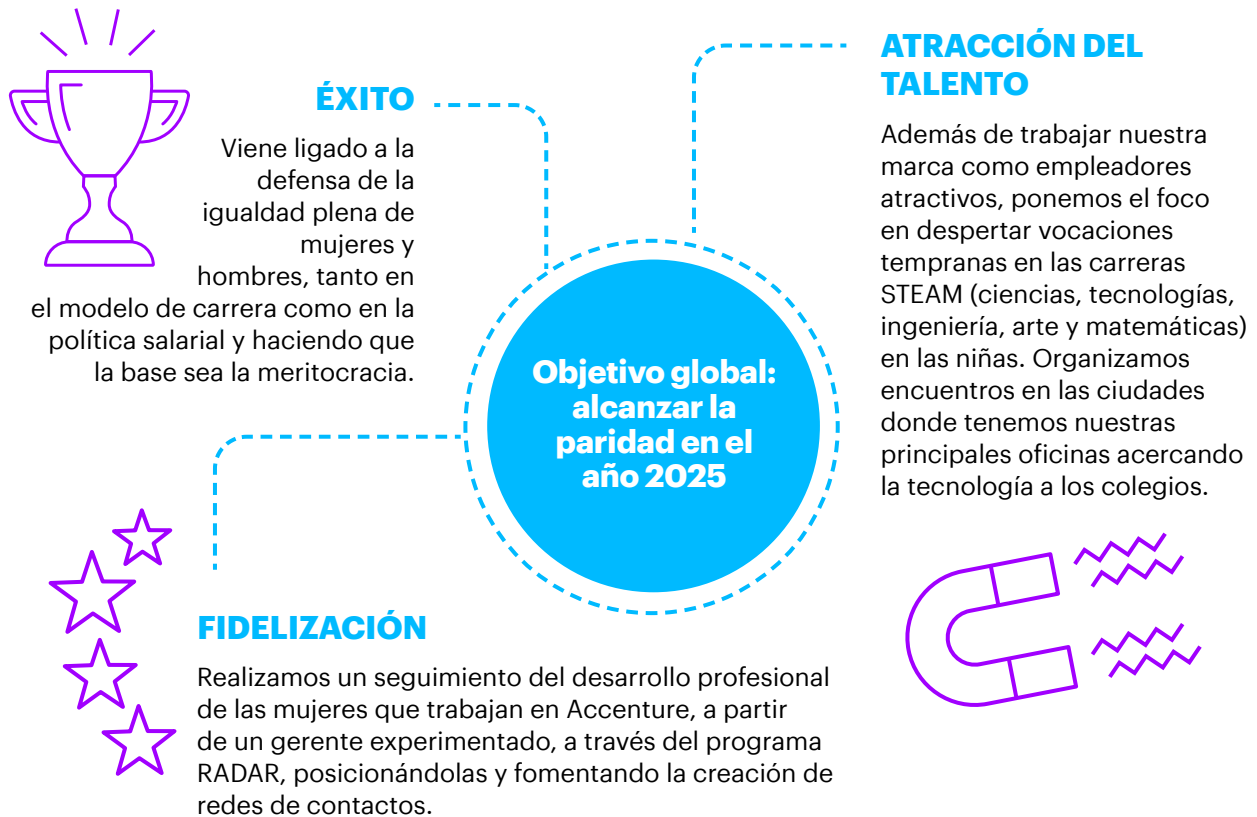 ÉXITO
Viene ligado a la
defensa de la
igualdad plena de
mujeres y
hombres, tanto en
el modelo de carrera como en la
política salarial y haciendo que
la base sea la meritocracia.
ATRACCIÓN DEL
TALENTO
Además de trabajar nuestra
marca como empleadores
atractivos, ponemos el foco
en despertar vocaciones
tempranas en las carreras
STEAM (ciencias, tecnologías,
ingeniería, arte y matemáticas)
en las niñas. Organizamos
encuentros en las ciudades
donde tenemos nuestras
principales oficinas acercando
la tecnología a los colegios.
Objetivo global:
alcanzar la
paridad en el
año 2025
FIDELIZACIÓN
Realizamos un seguimiento del desarrollo profesional
de las mujeres que trabajan en Accenture, a partir
de un gerente experimentado, a través del programa
RADAR, posicionándolas y fomentando la creación de
redes de contactos.